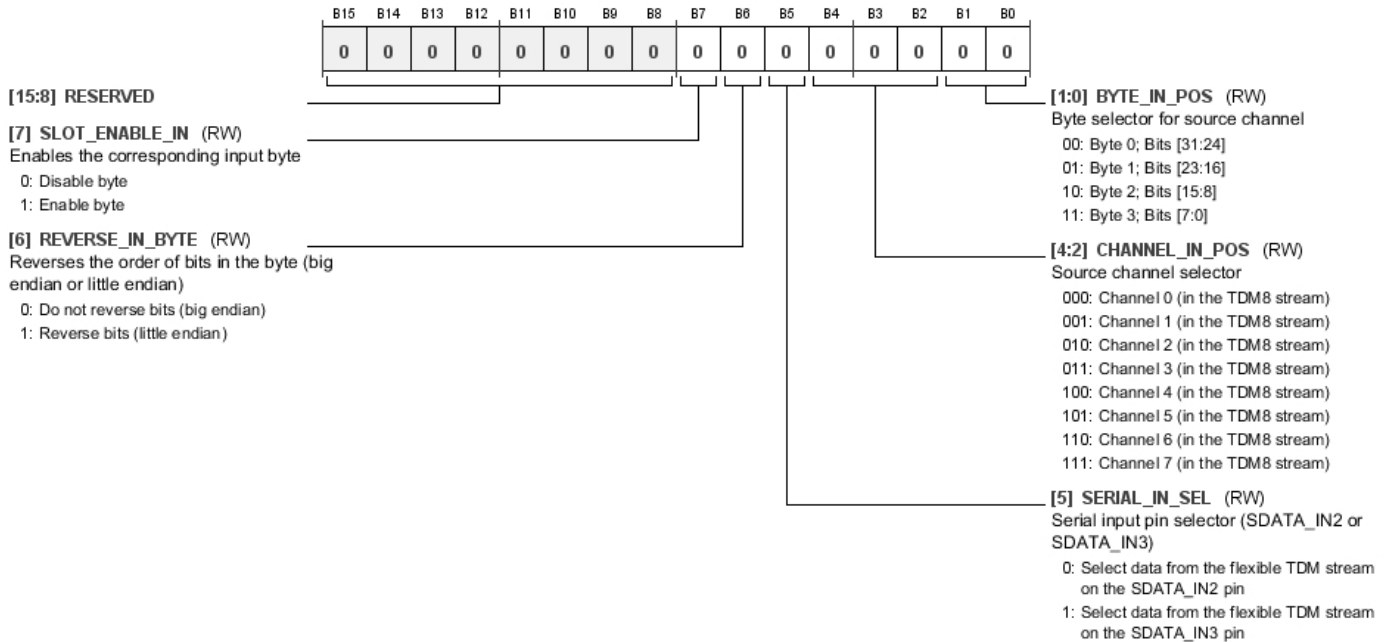 B15 B14 B13 B12 B11 B10 B9 B8 B7 B6 B5 B4 B3 B2 B1 B0
0 0 0 0 0 0 0 0 0 0 0 0 0 0 0 0
[15:8] RESERVED
[7] SLOT_ENABLE_IN (RW)
Enables the corresponding input byte
0: Disable byte
1: Enable byte
[6] REVERSE_IN_BYTE (RW)
Reverses the order of bits in the byte (big
endian or little endian)
0: Do not reverse bits (big endian)
1: Reverse bits (little endian)
[1:0] BYTE_IN_POS (RW)
Byte selector for source channel
00: Byte 0; Bits [31:24]
01: Byte 1; Bits [23:16]
10: Byte 2; Bits [15:8]
11: Byte 3; Bits [7:0]
[4:2] CHANNEL_IN_POS (RW)
Source channel selector
000: Channel 0 (in the TDM8 stream)
001: Channel 1 (in the TDM8 stream)
010: Channel 2 (in the TDM8 stream)
011: Channel 3 (in the TDM8 stream)
100: Channel 4 (in the TDM8 stream)
101: Channel 5 (in the TDM8 stream)
110: Channel 6 (in the TDM8 stream)
111: Channel 7 (in the TDM8 stream)
[5] SERIAL_IN_SEL (RW)
Serial input pin selector (SDATA_IN2 or
SDATA_IN3)
0: Select data from the flexible TDM stream
on the SDATA_IN2 pin
1: Select data from the flexible TDM stream
on the SDATA_IN3 pin